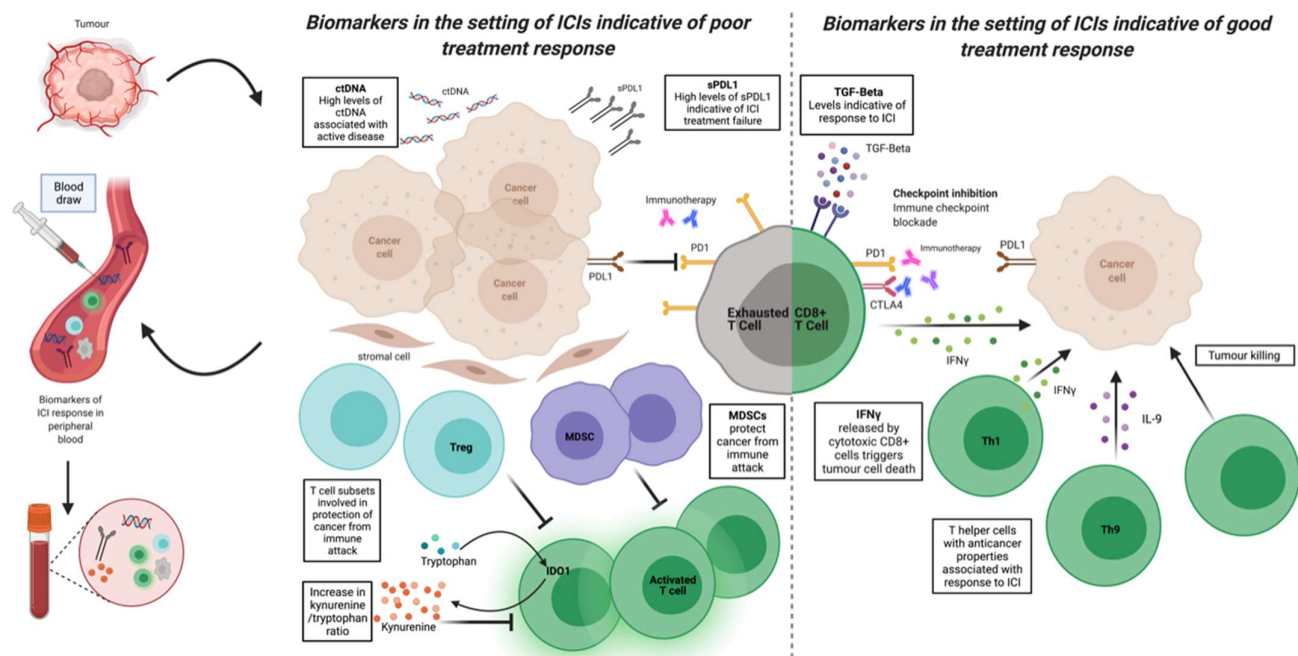 Tumour
Blood
draw
Biomarkers of
ICI response in
peripheral
blood
Biomarkers in the setting of ICIs indicative of poor
treatment response
ctDNA
High levels of
ctDNA
associated with
active disease
ctDNA
sPDL1
sPDL1
High levels of sPDL1
indicative of ICI
treatment failure
Cancer
cell
Cancer
cell
Cancer
cell
Immunotherapy
PDL1
PD1
stromal cell
Exhausted
T Cell
Treg
MDSC
MDSCs
protect
cancer from
immune
attack
T cell subsets
involved in
protection of
cancer from
immune
attack
Tryptophan
IDO1
Activated
T cell
Increase in
kynurenine
/tryptophan
ratio
Kynurenine
Biomarkers in the setting of ICIs indicative of good
treatment response
TGF-Beta
Levels indicative of
response to ICI
TGF-Beta
Checkpoint inhibition
Immune checkpoint
blockade
PD1
Immunotherapy
CTLA4
PDL1
Cancer
cell
CD8+
T Cell
IFNγ
IFNγ
Tumour killing
IFNγ
released by
cytotoxic CD8+
cells triggers
tumour cell death
Th1
IL-9
Th9
T helper cells
with anticancer
properties
associated with
response to ICI